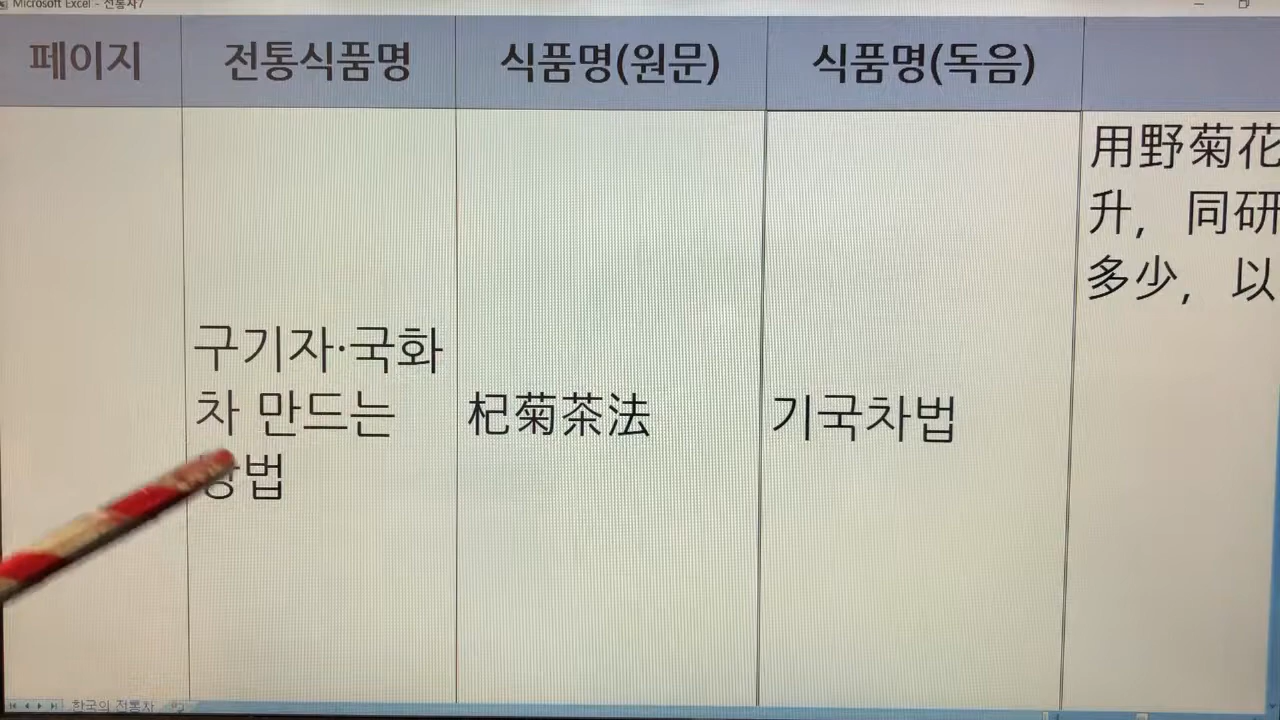 Microsoft Excel - 전통차7
페이지
전통식품명
식품명(원문)
식품명(독음)
구기자·국화
차 만드는
방법
杞菊茶法
기국차법
用野菊花
升, 同研
多少, 以
한국의 전통차